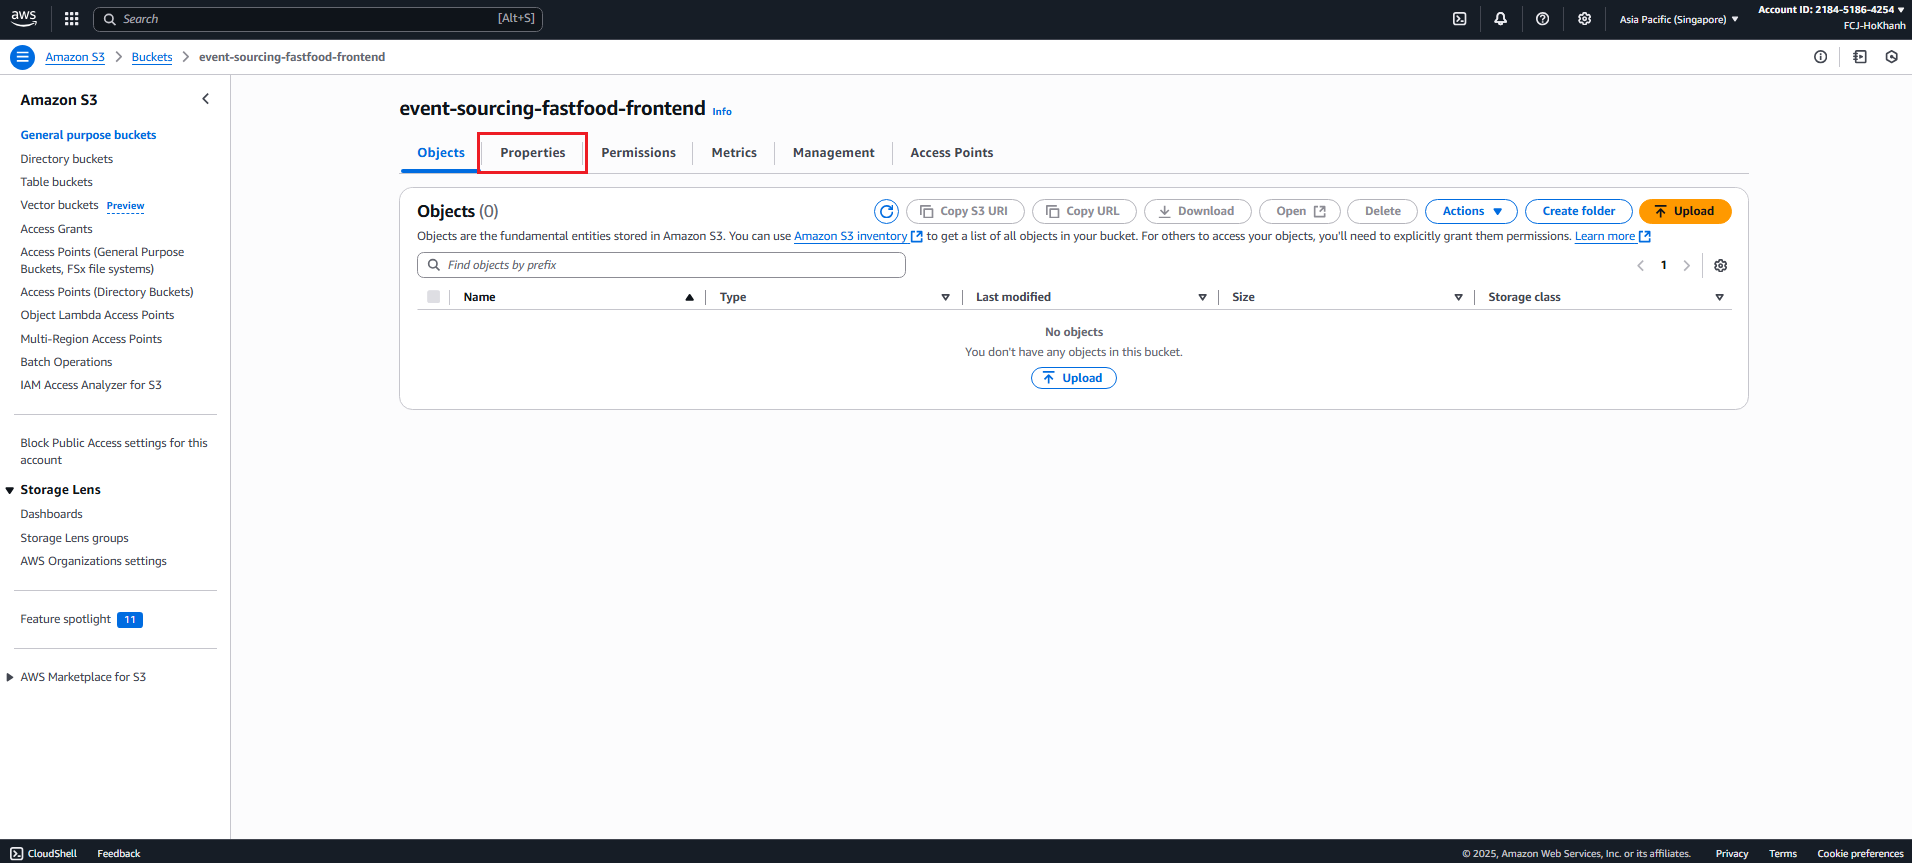 aws
Search [Alt+S]
Asia Pacific (Singapore)
Account ID: 2184-5186-4254
FCJ-HoKhanh
Amazon S3 > Buckets > event-sourcing-fastfood-frontend
Amazon S3
General purpose buckets
Directory buckets
Table buckets
Vector buckets Preview
Access Grants
Access Points (General Purpose
Buckets, FSx file systems)
Access Points (Directory Buckets)
Object Lambda Access Points
Multi-Region Access Points
Batch Operations
IAM Access Analyzer for S3
Block Public Access settings for this
account
Storage Lens
Dashboards
Storage Lens groups
AWS Organizations settings
Feature spotlight 11
AWS Marketplace for S3
event-sourcing-fastfood-frontend Info
Objects Properties Permissions Metrics Management Access Points
Objects (0)
Copy S3 URI Copy URL Download Open Delete Actions Create folder Upload
Objects are the fundamental entities stored in Amazon S3. You can use Amazon S3 inventory to get a list of all objects in your bucket. For others to access your objects, you'll need to explicitly grant them permissions. Learn more
Find objects by prefix
1
Name Type Last modified Size Storage class
No objects
You don't have any objects in this bucket.
Upload
CloudShell Feedback
© 2025, Amazon Web Services, Inc. or its affiliates. Privacy Terms Cookie preferences